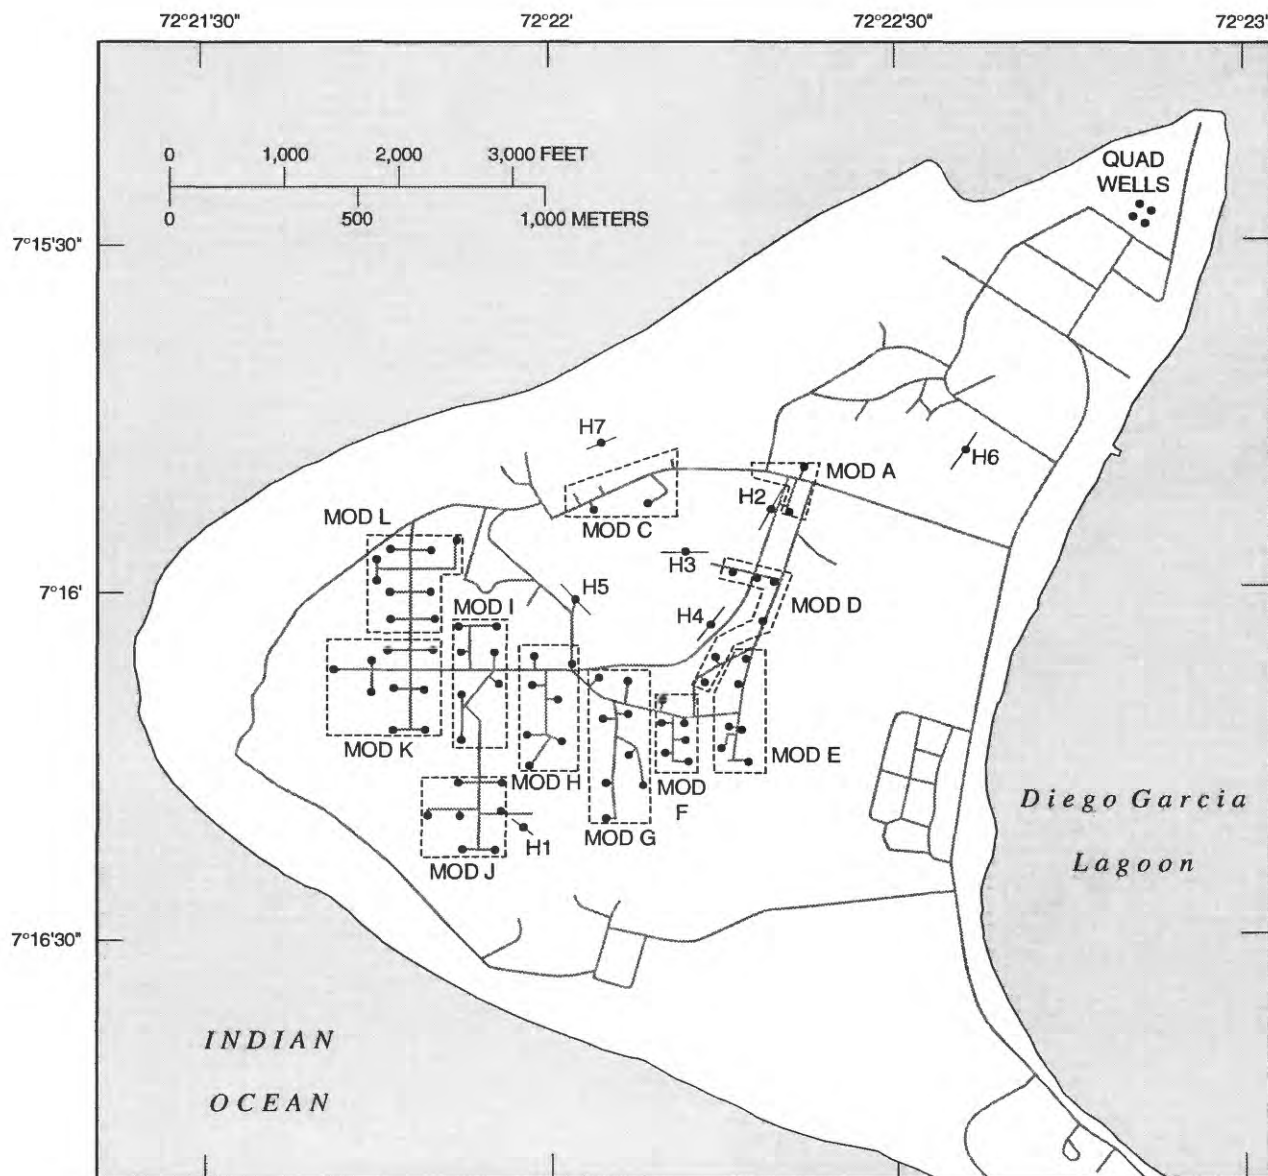 72°21'30"
72°22'
72°22'30"
72°23'
0 1,000 2,000 3,000 FEET
0 500 1,000 METERS
QUAD
WELLS
7°15'30"
H7
H6
MOD A
H2
MOD C
MOD L
H3
7°16'
H5
MOD D
MOD I
H4
MOD K
MOD H
MOD E
MOD
F
MOD G
H1
MOD J
Diego Garcia
Lagoon
7°16'30"
INDIAN
OCEAN